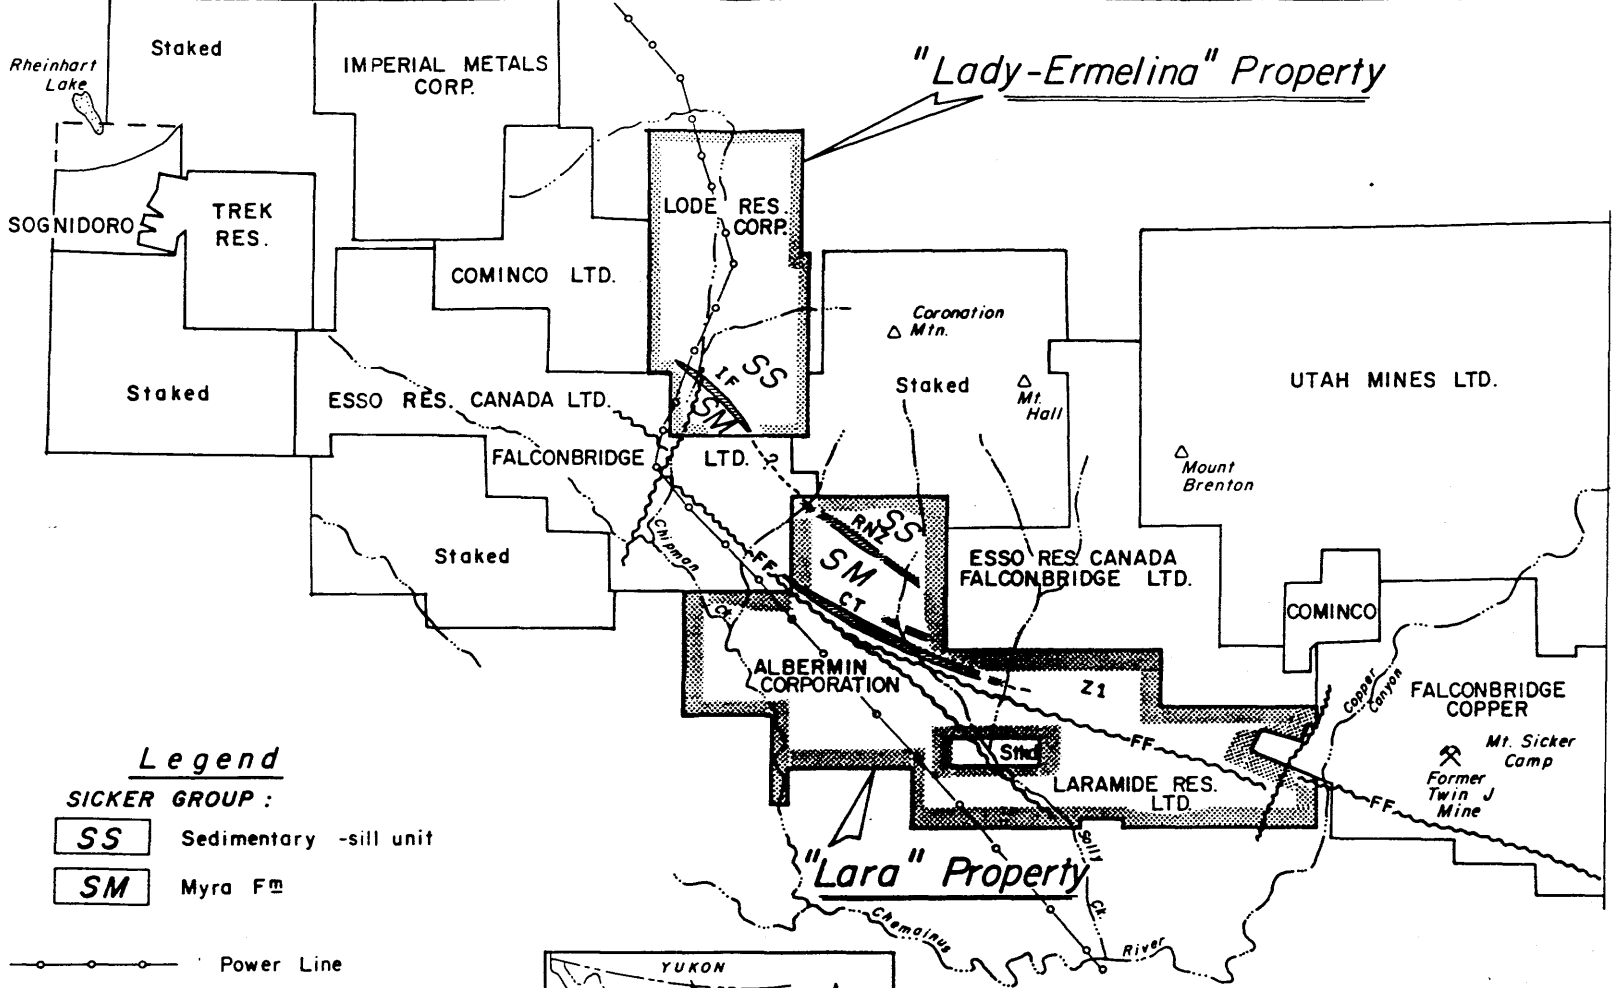 Staked
Rheinhart
Lake
IMPERIAL METALS
CORP.
"Lady-Ermelina" Property
SOGNIDORO
TREK
RES.
LODE RES.
CORP.
COMINCO LTD.
Coronation
Mtn.
SS
IF
SM
Staked
Staked
Mt.
Hall
UTAH MINES LTD.
ESSO RES. CANADA LTD.
FALCONBRIDGE LTD. ?
Mount
Brenton
SS
RNZ
SM
CT
FF
Chipman
Ck.
Staked
ESSO RES. CANADA
FALCONBRIDGE LTD.
COMINCO
ALBERMIN
CORPORATION
Z1
Copper
Canyon
FALCONBRIDGE
COPPER
FF
Stkd
Mt. Sicker
Camp
Former
Twin J
Mine
LARAMIDE RES.
LTD.
FF
Solly
Ck.
"Lara" Property
Chemainus
River
Legend
SICKER GROUP :
SS Sedimentary -sill unit
SM Myra Fm
Power Line
YUKON